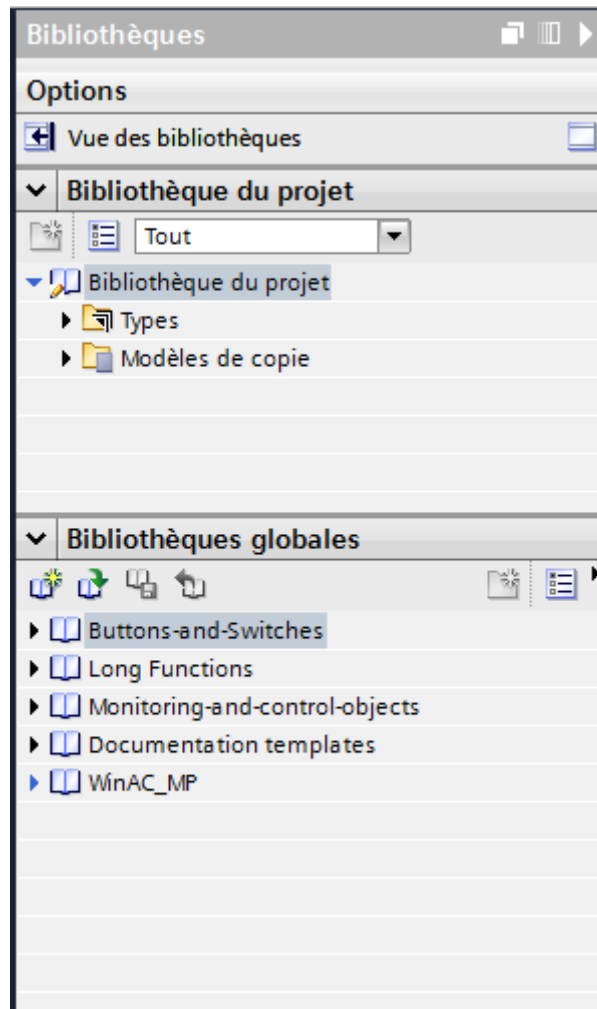 Bibliothèques
Options
Vue des bibliothèques
Bibliothèque du projet
Tout
Bibliothèque du projet
Types
Modèles de copie
Bibliothèques globales
Buttons-and-Switches
Long Functions
Monitoring-and-control-objects
Documentation templates
WinAC_MP